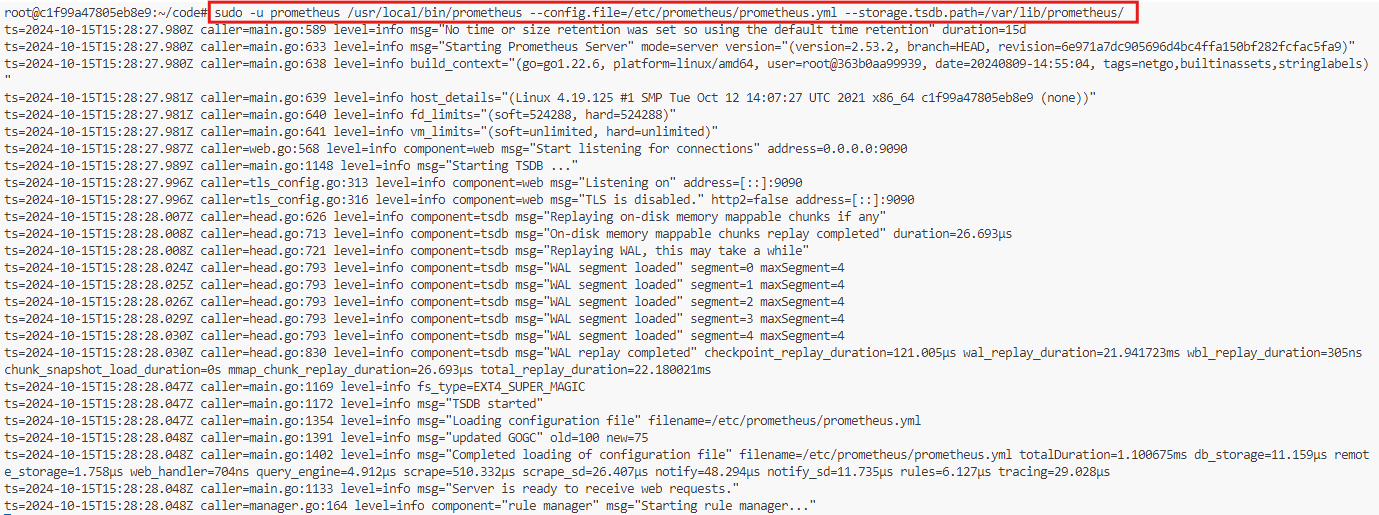 root@c1f99a47805eb8e9:~/code# sudo -u prometheus /usr/local/bin/prometheus --config.file=/etc/prometheus/prometheus.yml --storage.tsdb.path=/var/lib/prometheus/
ts=2024-10-15T15:28:27.980Z caller=main.go:589 level=info msg="No time or size retention was set so using the default time retention" duration=15d
ts=2024-10-15T15:28:27.980Z caller=main.go:633 level=info msg="Starting Prometheus Server" mode=server version="(version=2.53.2, branch=HEAD, revision=6e971a7dc905696d4bc4ffa150bf282fcfac5fa9)"
ts=2024-10-15T15:28:27.980Z caller=main.go:638 level=info build_context="(go=go1.22.6, platform=linux/amd64, user=root@363b0aa99939, date=20240809-14:55:04, tags=netgo,builtinassets,stringlabels)
"
ts=2024-10-15T15:28:27.981Z caller=main.go:639 level=info host_details="(Linux 4.19.125 #1 SMP Tue Oct 12 14:07:27 UTC 2021 x86_64 c1f99a47805eb8e9 (none))"
ts=2024-10-15T15:28:27.981Z caller=main.go:640 level=info fd_limits="(soft=524288, hard=524288)"
ts=2024-10-15T15:28:27.981Z caller=main.go:641 level=info vm_limits="(soft=unlimited, hard=unlimited)"
ts=2024-10-15T15:28:27.987Z caller=web.go:568 level=info component=web msg="Start listening for connections" address=0.0.0.0:9090
ts=2024-10-15T15:28:27.989Z caller=main.go:1148 level=info msg="Starting TSDB ..."
ts=2024-10-15T15:28:27.996Z caller=tls_config.go:313 level=info component=web msg="Listening on" address=[::]:9090
ts=2024-10-15T15:28:27.996Z caller=tls_config.go:316 level=info component=web msg="TLS is disabled." http2=false address=[::]:9090
ts=2024-10-15T15:28:28.007Z caller=head.go:626 level=info component=tsdb msg="Replaying on-disk memory mappable chunks if any"
ts=2024-10-15T15:28:28.008Z caller=head.go:713 level=info component=tsdb msg="On-disk memory mappable chunks replay completed" duration=26.693µs
ts=2024-10-15T15:28:28.008Z caller=head.go:721 level=info component=tsdb msg="Replaying WAL, this may take a while"
ts=2024-10-15T15:28:28.024Z caller=head.go:793 level=info component=tsdb msg="WAL segment loaded" segment=0 maxSegment=4
ts=2024-10-15T15:28:28.025Z caller=head.go:793 level=info component=tsdb msg="WAL segment loaded" segment=1 maxSegment=4
ts=2024-10-15T15:28:28.026Z caller=head.go:793 level=info component=tsdb msg="WAL segment loaded" segment=2 maxSegment=4
ts=2024-10-15T15:28:28.029Z caller=head.go:793 level=info component=tsdb msg="WAL segment loaded" segment=3 maxSegment=4
ts=2024-10-15T15:28:28.030Z caller=head.go:793 level=info component=tsdb msg="WAL segment loaded" segment=4 maxSegment=4
ts=2024-10-15T15:28:28.030Z caller=head.go:830 level=info component=tsdb msg="WAL replay completed" checkpoint_replay_duration=121.005µs wal_replay_duration=21.941723ms wbl_replay_duration=305ns
chunk_snapshot_load_duration=0s mmap_chunk_replay_duration=26.693µs total_replay_duration=22.180021ms
ts=2024-10-15T15:28:28.047Z caller=main.go:1169 level=info fs_type=EXT4_SUPER_MAGIC
ts=2024-10-15T15:28:28.047Z caller=main.go:1172 level=info msg="TSDB started"
ts=2024-10-15T15:28:28.047Z caller=main.go:1354 level=info msg="Loading configuration file" filename=/etc/prometheus/prometheus.yml
ts=2024-10-15T15:28:28.048Z caller=main.go:1391 level=info msg="updated GOGC" old=100 new=75
ts=2024-10-15T15:28:28.048Z caller=main.go:1402 level=info msg="Completed loading of configuration file" filename=/etc/prometheus/prometheus.yml totalDuration=1.100675ms db_storage=11.159µs remot
e_storage=1.758µs web_handler=704ns query_engine=4.912µs scrape=510.332µs scrape_sd=26.407µs notify=48.294µs notify_sd=11.735µs rules=6.127µs tracing=29.028µs
ts=2024-10-15T15:28:28.048Z caller=main.go:1133 level=info msg="Server is ready to receive web requests."
ts=2024-10-15T15:28:28.048Z caller=manager.go:164 level=info component="rule manager" msg="Starting rule manager..."